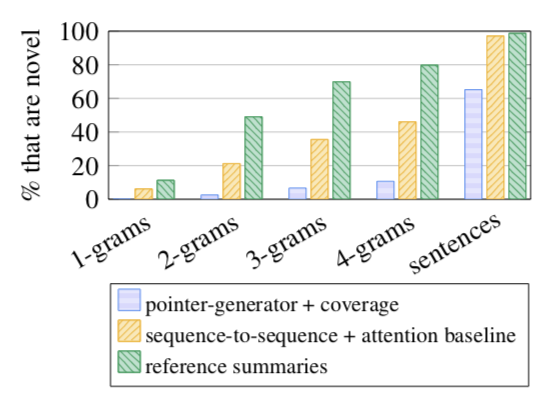 % that are novel
100
80
60
40
20
0
1-grams
2-grams
3-grams
4-grams
sentences
pointer-generator + coverage
sequence-to-sequence + attention baseline
reference summaries